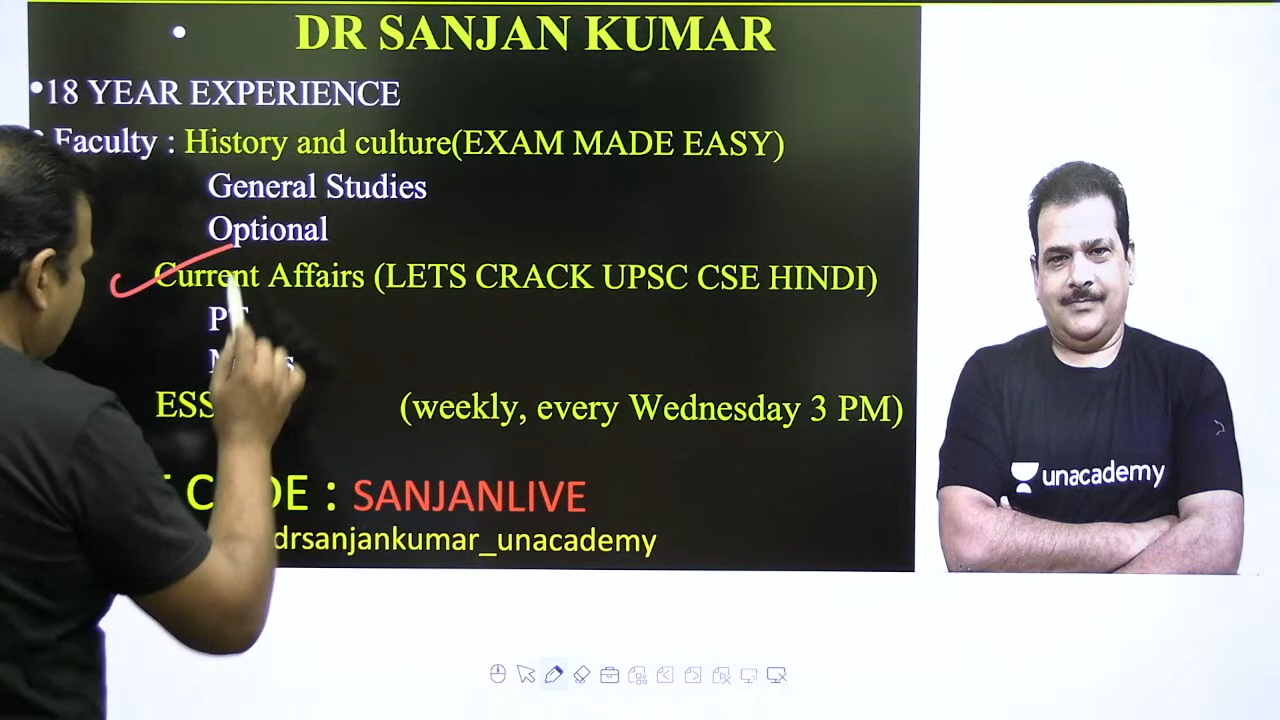 DR SANJAN KUMAR
18 YEAR EXPERIENCE
Faculty : History and culture(EXAM MADE EASY)
General Studies
Optional
Current Affairs (LETS CRACK UPSC CSE HINDI)
ESS (weekly, every Wednesday 3 PM)
: SANJANLIVE
drsanjankumar_unacademy
unacademy